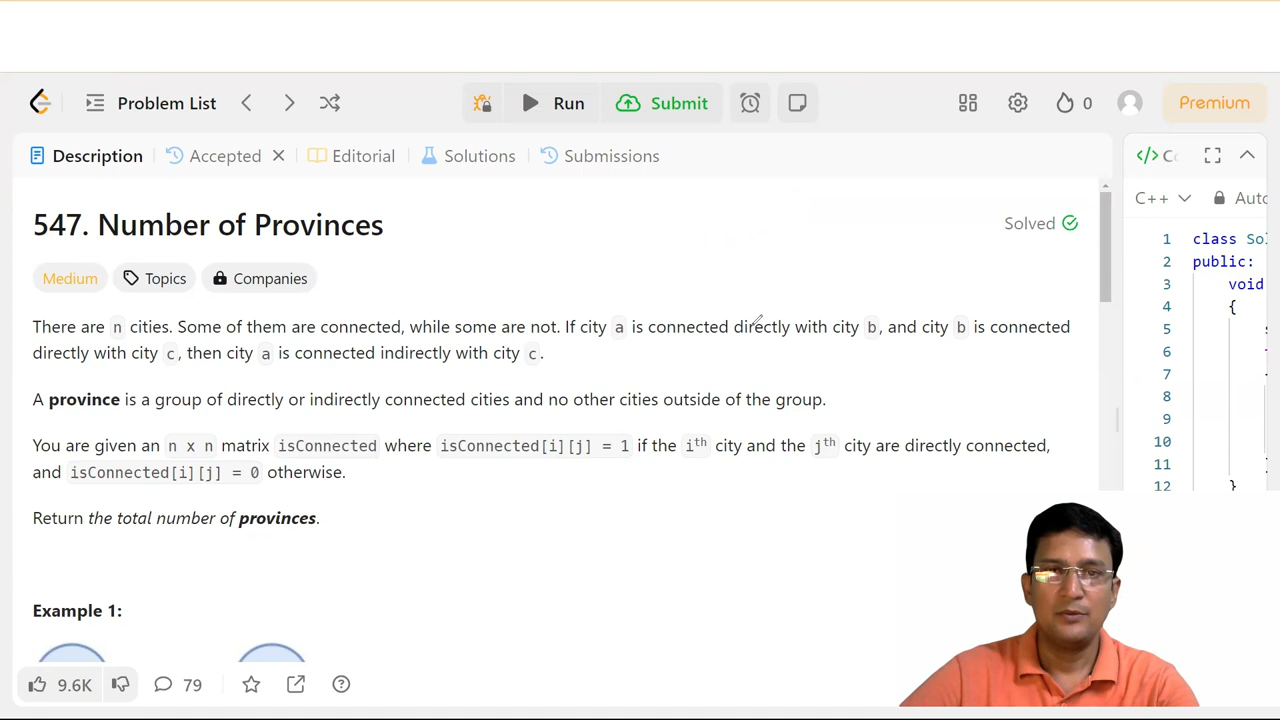 Problem List
Run
Submit
0
Premium
Description
Accepted
Editorial
Solutions
Submissions
547. Number of Provinces
Solved
Medium
Topics
Companies
There are n cities. Some of them are connected, while some are not. If city a is connected directly with city b, and city b is connected
directly with city c, then city a is connected indirectly with city c.
A province is a group of directly or indirectly connected cities and no other cities outside of the group.
You are given an n x n matrix isConnected where isConnected[i][j] = 1 if the ith city and the jth city are directly connected,
and isConnected[i][j] = 0 otherwise.
Return the total number of provinces.
Example 1:
9.6K
79
</> C
C++
Auto
1 class Sol
2 public:
3 void
4 {
5
6
7
8
9
10
11
12 }